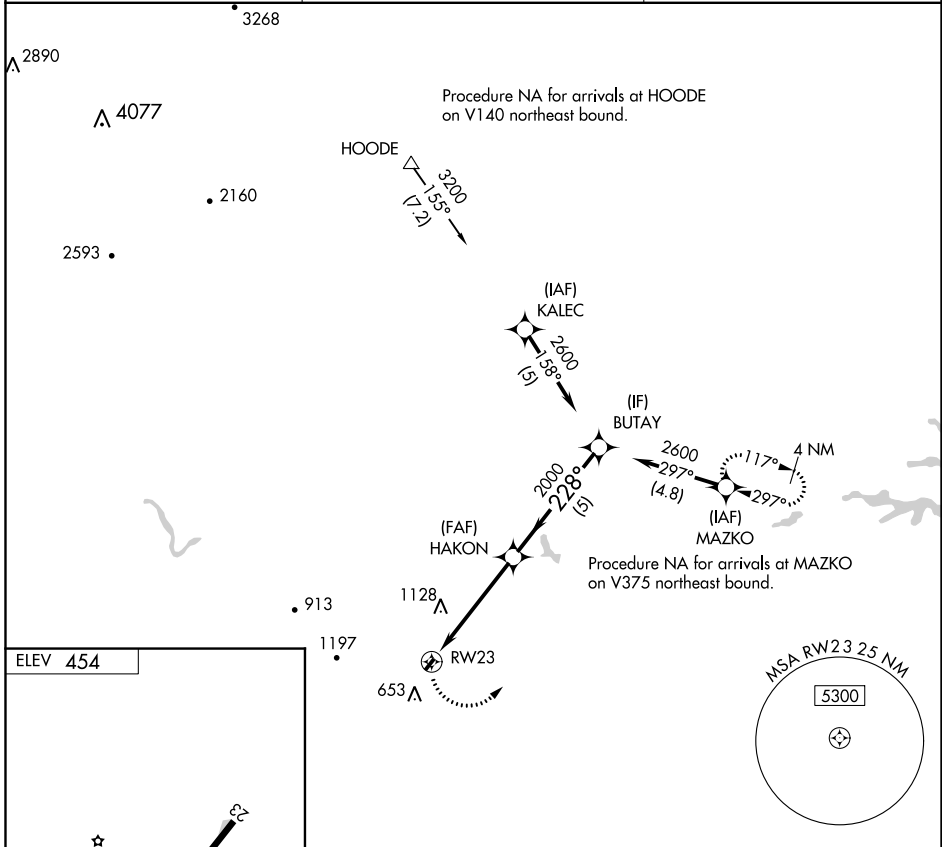 3268
2890
4077
Procedure NA for arrivals at HOODE
on V140 northeast bound.
HOODE
3200
155°
(7.2)
2160
2593
(IAF)
KALEC
2600
158°
(5)
(IF)
BUTAY
2600
297°
(4.8)
117°
4 NM
297°
2000
228°
(5)
(IAF)
MAZKO
(FAF)
HAKON
Procedure NA for arrivals at MAZKO
on V375 northeast bound.
1128
913
1197
ELEV 454
RW23
653
MSA RW23 25 NM
5300
23